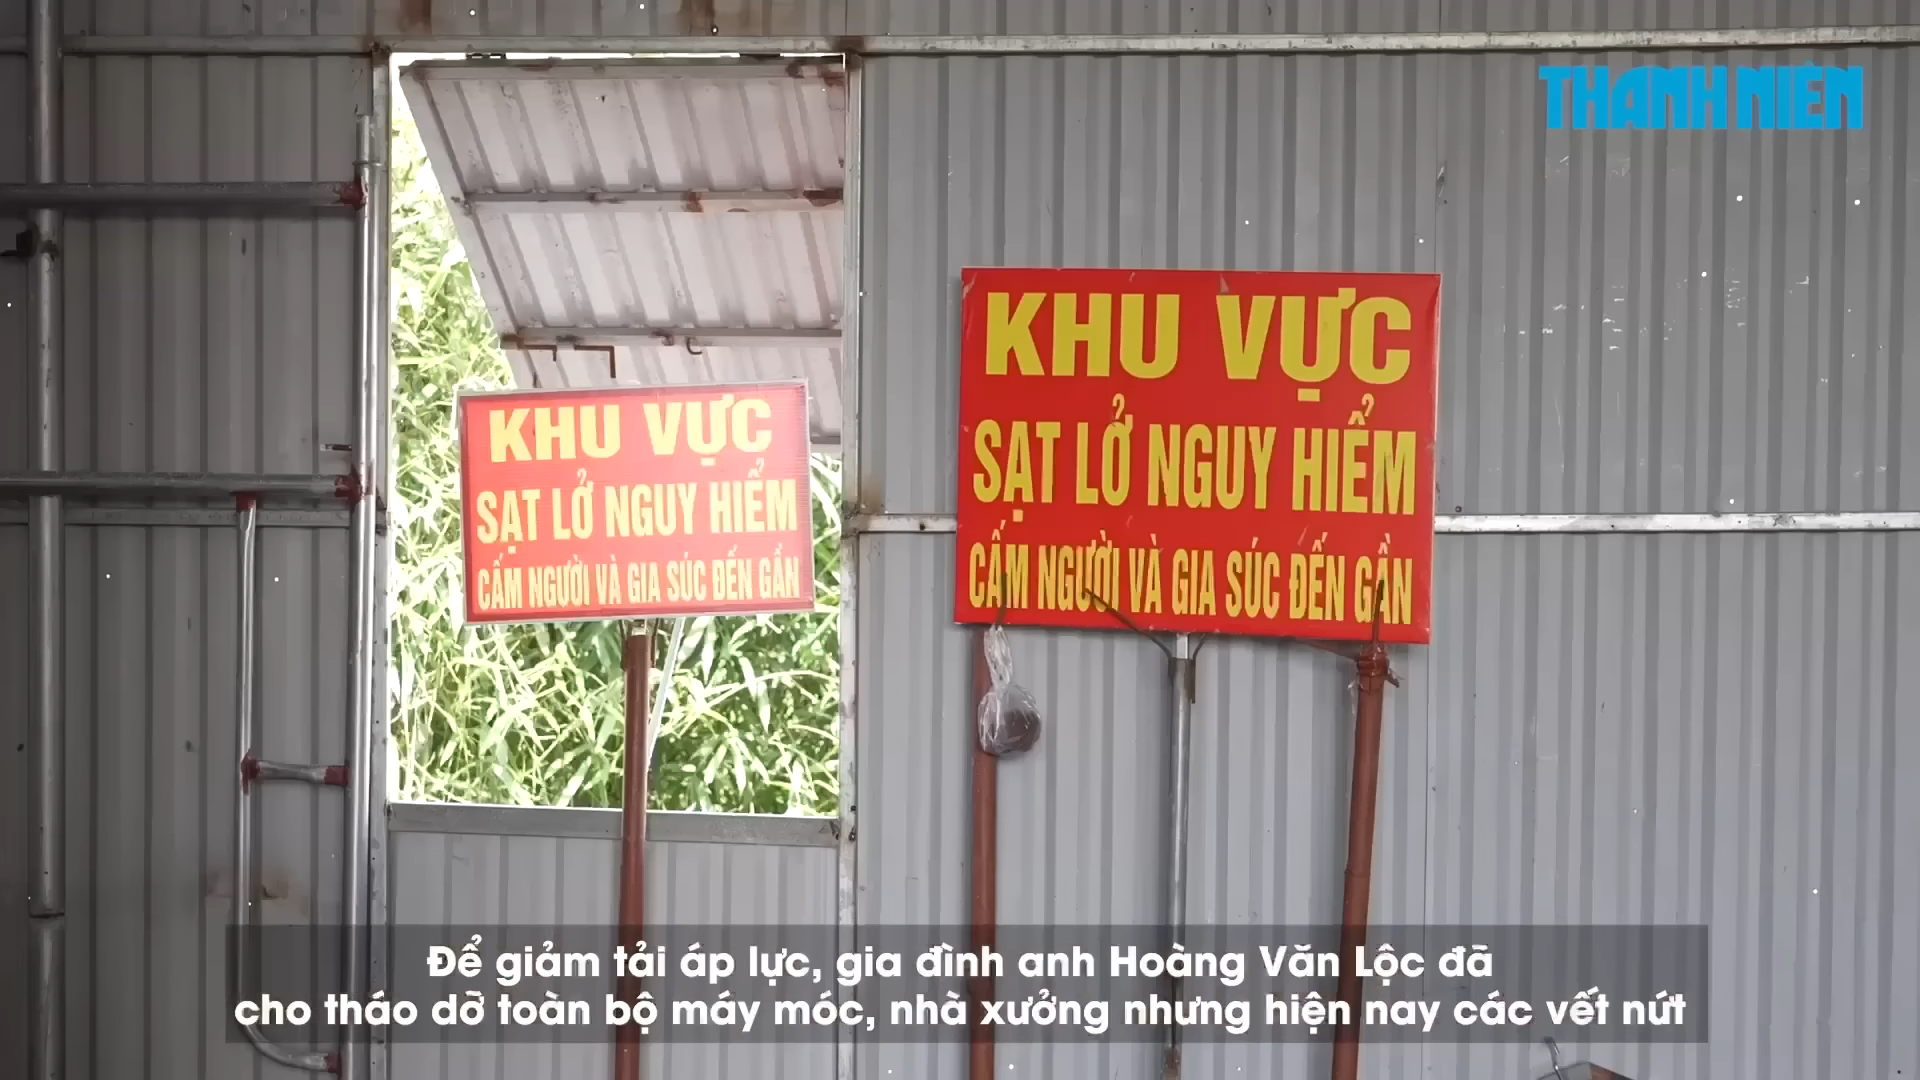 THANH NIÊN
KHU VỰC
SẠT LỞ NGUY HIỂM
CẤM NGƯỜI VÀ GIA SÚC ĐẾN GẦN
KHU VỰC
SẠT LỞ NGUY HIỂM
CẤM NGƯỜI VÀ GIA SÚC ĐẾN GẦN
Để giảm tải áp lực, gia đình anh Hoàng Văn Lộc đã
cho tháo dỡ toàn bộ máy móc, nhà xưởng nhưng hiện nay các vết nứt